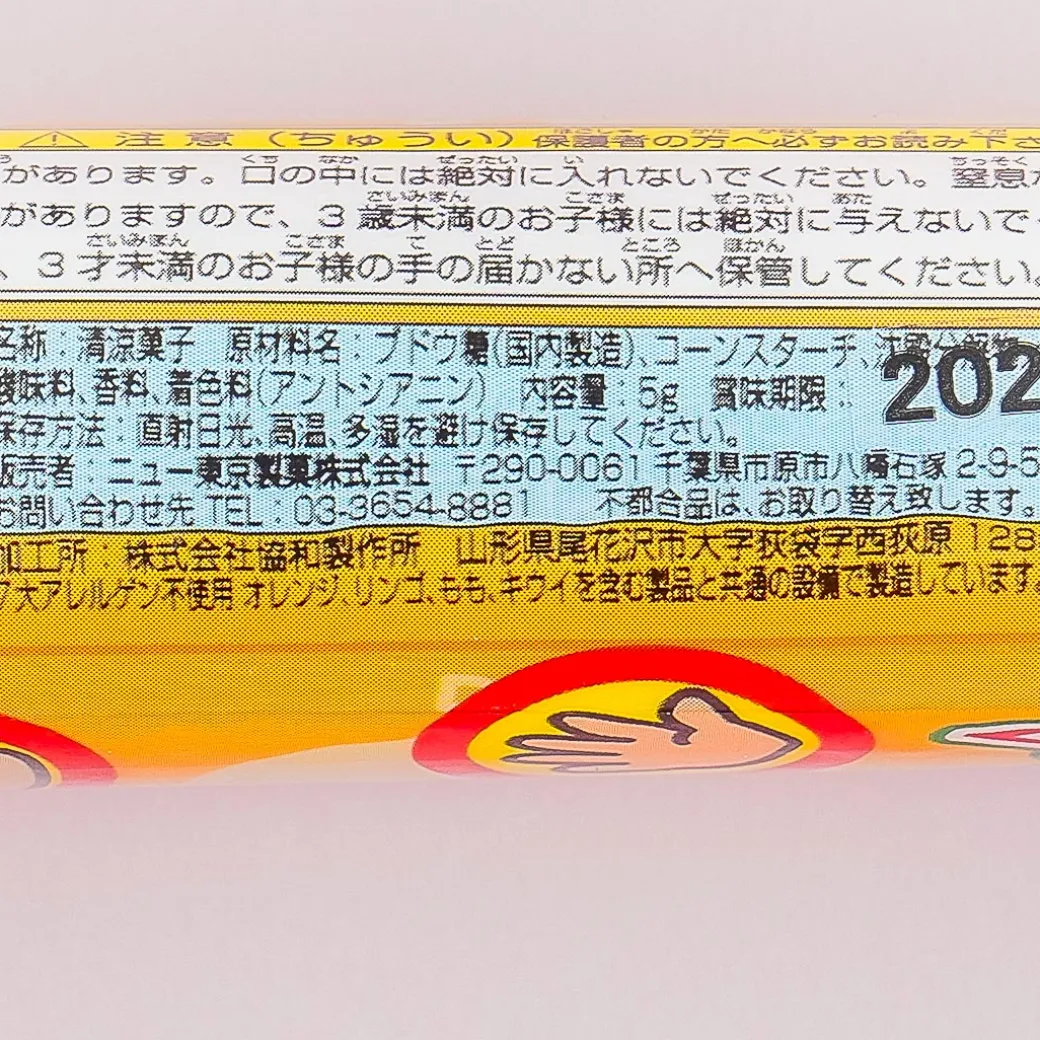 ⚠ 注意（ちゅうい）保護者の方へ必ずお読み下さ
があります。口の中には絶対に入れないでください。窒息
がありますので、3歳未満のお子様には絶対に与えないで
、3才未満のお子様の手の届かない所へ保管してください。
名称：清涼菓子 原材料名：ブドウ糖(国内製造)、コーンスターチ、
酸味料、香料、着色料(アントシアニン) 内容量：5g 賞味期限： 202
保存方法：直射日光、高温、多湿を避け保存してください。
販売者：ニュー東京製菓株式会社 〒290-0061 千葉県市原市八幡石塚 2-9-5
お問い合わせ先 TEL：03-3654-8881 不都合品は、お取り替え致します。
加工所：株式会社協和製作所 山形県尾花沢市大字荻袋字西荻原 128
大アレルゲン不使用 オレンジ、リンゴ、もも、キウイを含む製品と共通の設備で製造しています